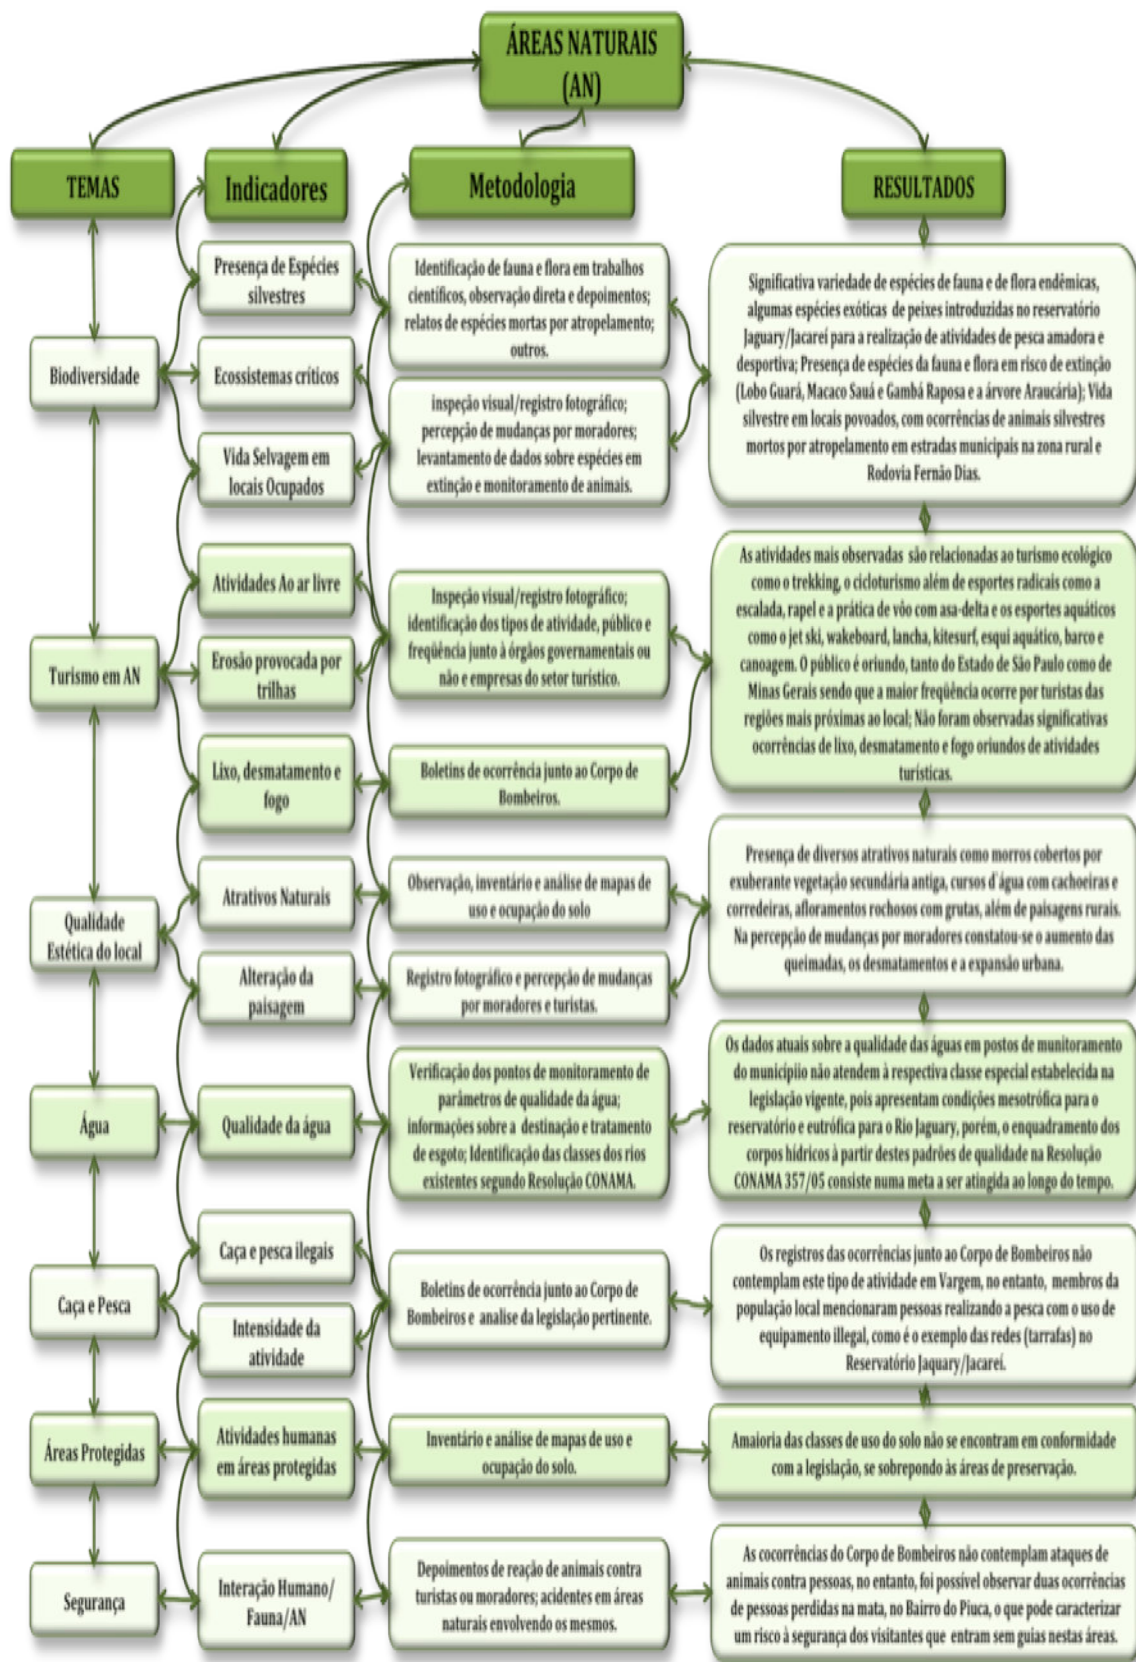 ÁREAS NATURAIS
(AN)
TEMAS
Indicadores
Metodologia
RESULTADOS
Biodiversidade
Presença de Espécies
silvestres
Ecossistemas críticos
Vida Selvagem em
locais Ocupados
Identificação de fauna e flora em trabalhos
científicos, observação direta e depoimentos;
relatos de espécies mortas por atropelamento;
outros.
inspeção visual/registro fotográfico;
percepção de mudanças por moradores;
levantamento de dados sobre espécies em
extinção e monitoramento de animais.
Significativa variedade de espécies de fauna e de flora endêmicas,
algumas espécies exóticas de peixes introduzidas no reservatório
Jaguary/Jacareí para a realização de atividades de pesca amadora e
desportiva; Presença de espécies da fauna e flora em risco de extinção
(Lobo Guará, Macaco Sauá e Gambá Raposa e a árvore Araucária); Vida
silvestre em locais povoados, com ocorrências de animais silvestres
mortos por atropelamento em estradas municipais na zona rural e
Rodovia Fernão Dias.
Turismo em AN
Atividades Ao ar livre
Erosão provocada por
trilhas
Lixo, desmatamento e
fogo
Inspeção visual/registro fotográfico;
identificação dos tipos de atividade, público e
freqüência junto à órgãos governamentais ou
não e empresas do setor turístico.
Boletins de ocorrência junto ao Corpo de
Bombeiros.
As atividades mais observadas são relacionadas ao turismo ecológico
como o trekking, o cicloturismo além de esportes radicais como a
escalada, rapel e a prática de vôo com asa-delta e os esportes aquáticos
como o jet ski, wakeboard, lancha, kitesurf, esqui aquático, barco e
canoagem. O público é oriundo, tanto do Estado de São Paulo como de
Minas Gerais sendo que a maior freqüência ocorre por turistas das
regiões mais próximas ao local; Não foram observadas significativas
ocorrências de lixo, desmatamento e fogo oriundos de atividades
turísticas.
Qualidade
Estética do local
Atrativos Naturais
Alteração da
paisagem
Observação, inventário e análise de mapas de
uso e ocupação do solo
Registro fotográfico e percepção de mudanças
por moradores e turistas.
Presença de diversos atrativos naturais como morros cobertos por
exuberante vegetação secundária antiga, cursos d'água com cachoeiras e
corredeiras, afloramentos rochosos com grutas, além de paisagens rurais.
Na percepção de mudanças por moradores constatou-se o aumento das
queimadas, os desmatamentos e a expansão urbana.
Água
Qualidade da água
Verificação dos pontos de monitoramento de
parâmetros de qualidade da água;
informações sobre a destinação e tratamento
de esgoto; Identificação das classes dos rios
existentes segundo Resolução CONAMA.
Os dados atuais sobre a qualidade das águas em postos de munitoramento
do municípiio não atendem à respectiva classe especial estabelecida na
legislação vigente, pois apresentam condições mesotrófica para o
reservatório e eutrófica para o Rio Jaguary, porém, o enquadramento dos
corpos hídricos à partir destes padrões de qualidade na Resolução
CONAMA 357/05 consiste numa meta a ser atingida ao longo do tempo.
Caça e Pesca
Caça e pesca ilegais
Intensidade da
atividade
Boletins de ocorrência junto ao Corpo de
Bombeiros e analise da legislação pertinente.
Os registros das ocorrências junto ao Corpo de Bombeiros não
contemplam este tipo de atividade em Vargem, no entanto, membros da
população local mencionaram pessoas realizando a pesca com o uso de
equipamento illegal, como é o exemplo das redes (tarrafas) no
Reservatório Jaquary/Jacareí.
Áreas Protegidas
Atividades humanas
em áreas protegidas
Inventário e análise de mapas de uso e
ocupação do solo.
Amaioria das classes de uso do solo não se encontram em conformidade
com a legislação, se sobrepondo às áreas de preservação.
Segurança
Interação Humano/
Fauna/AN
Depoimentos de reação de animais contra
turistas ou moradores; acidentes em áreas
naturais envolvendo os mesmos.
As cocorrências do Corpo de Bombeiros não contemplam ataques de
animais contra pessoas, no entanto, foi possível observar duas ocorrências
de pessoas perdidas na mata, no Bairro do Piuca, o que pode caracterizar
um risco à segurança dos visitantes que entram sem guias nestas áreas.